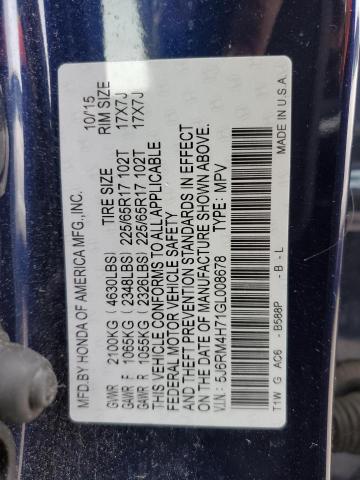 MFD.BY HONDA OF AMERICA MFG.,INC. 10/15
TIRE SIZE RIM SIZE
GVWR 2100KG (4630LBS)
GAWR F 1065KG (2348LBS) 225/65R17 102T 17X7J
GAWR R 1055KG (2326LBS) 225/65R17 102T 17X7J
THIS VEHICLE CONFORMS TO ALL APPLICABLE
FEDERAL MOTOR VEHICLE SAFETY
AND THEFT PREVENTION STANDARDS IN EFFECT
ON THE DATE OF MANUFACTURE SHOWN ABOVE.
V.I.N.: 5J6RM4H71GL008678 TYPE: MPV
T1W G AC6 - B588P - B - L MADE IN U.S.A.